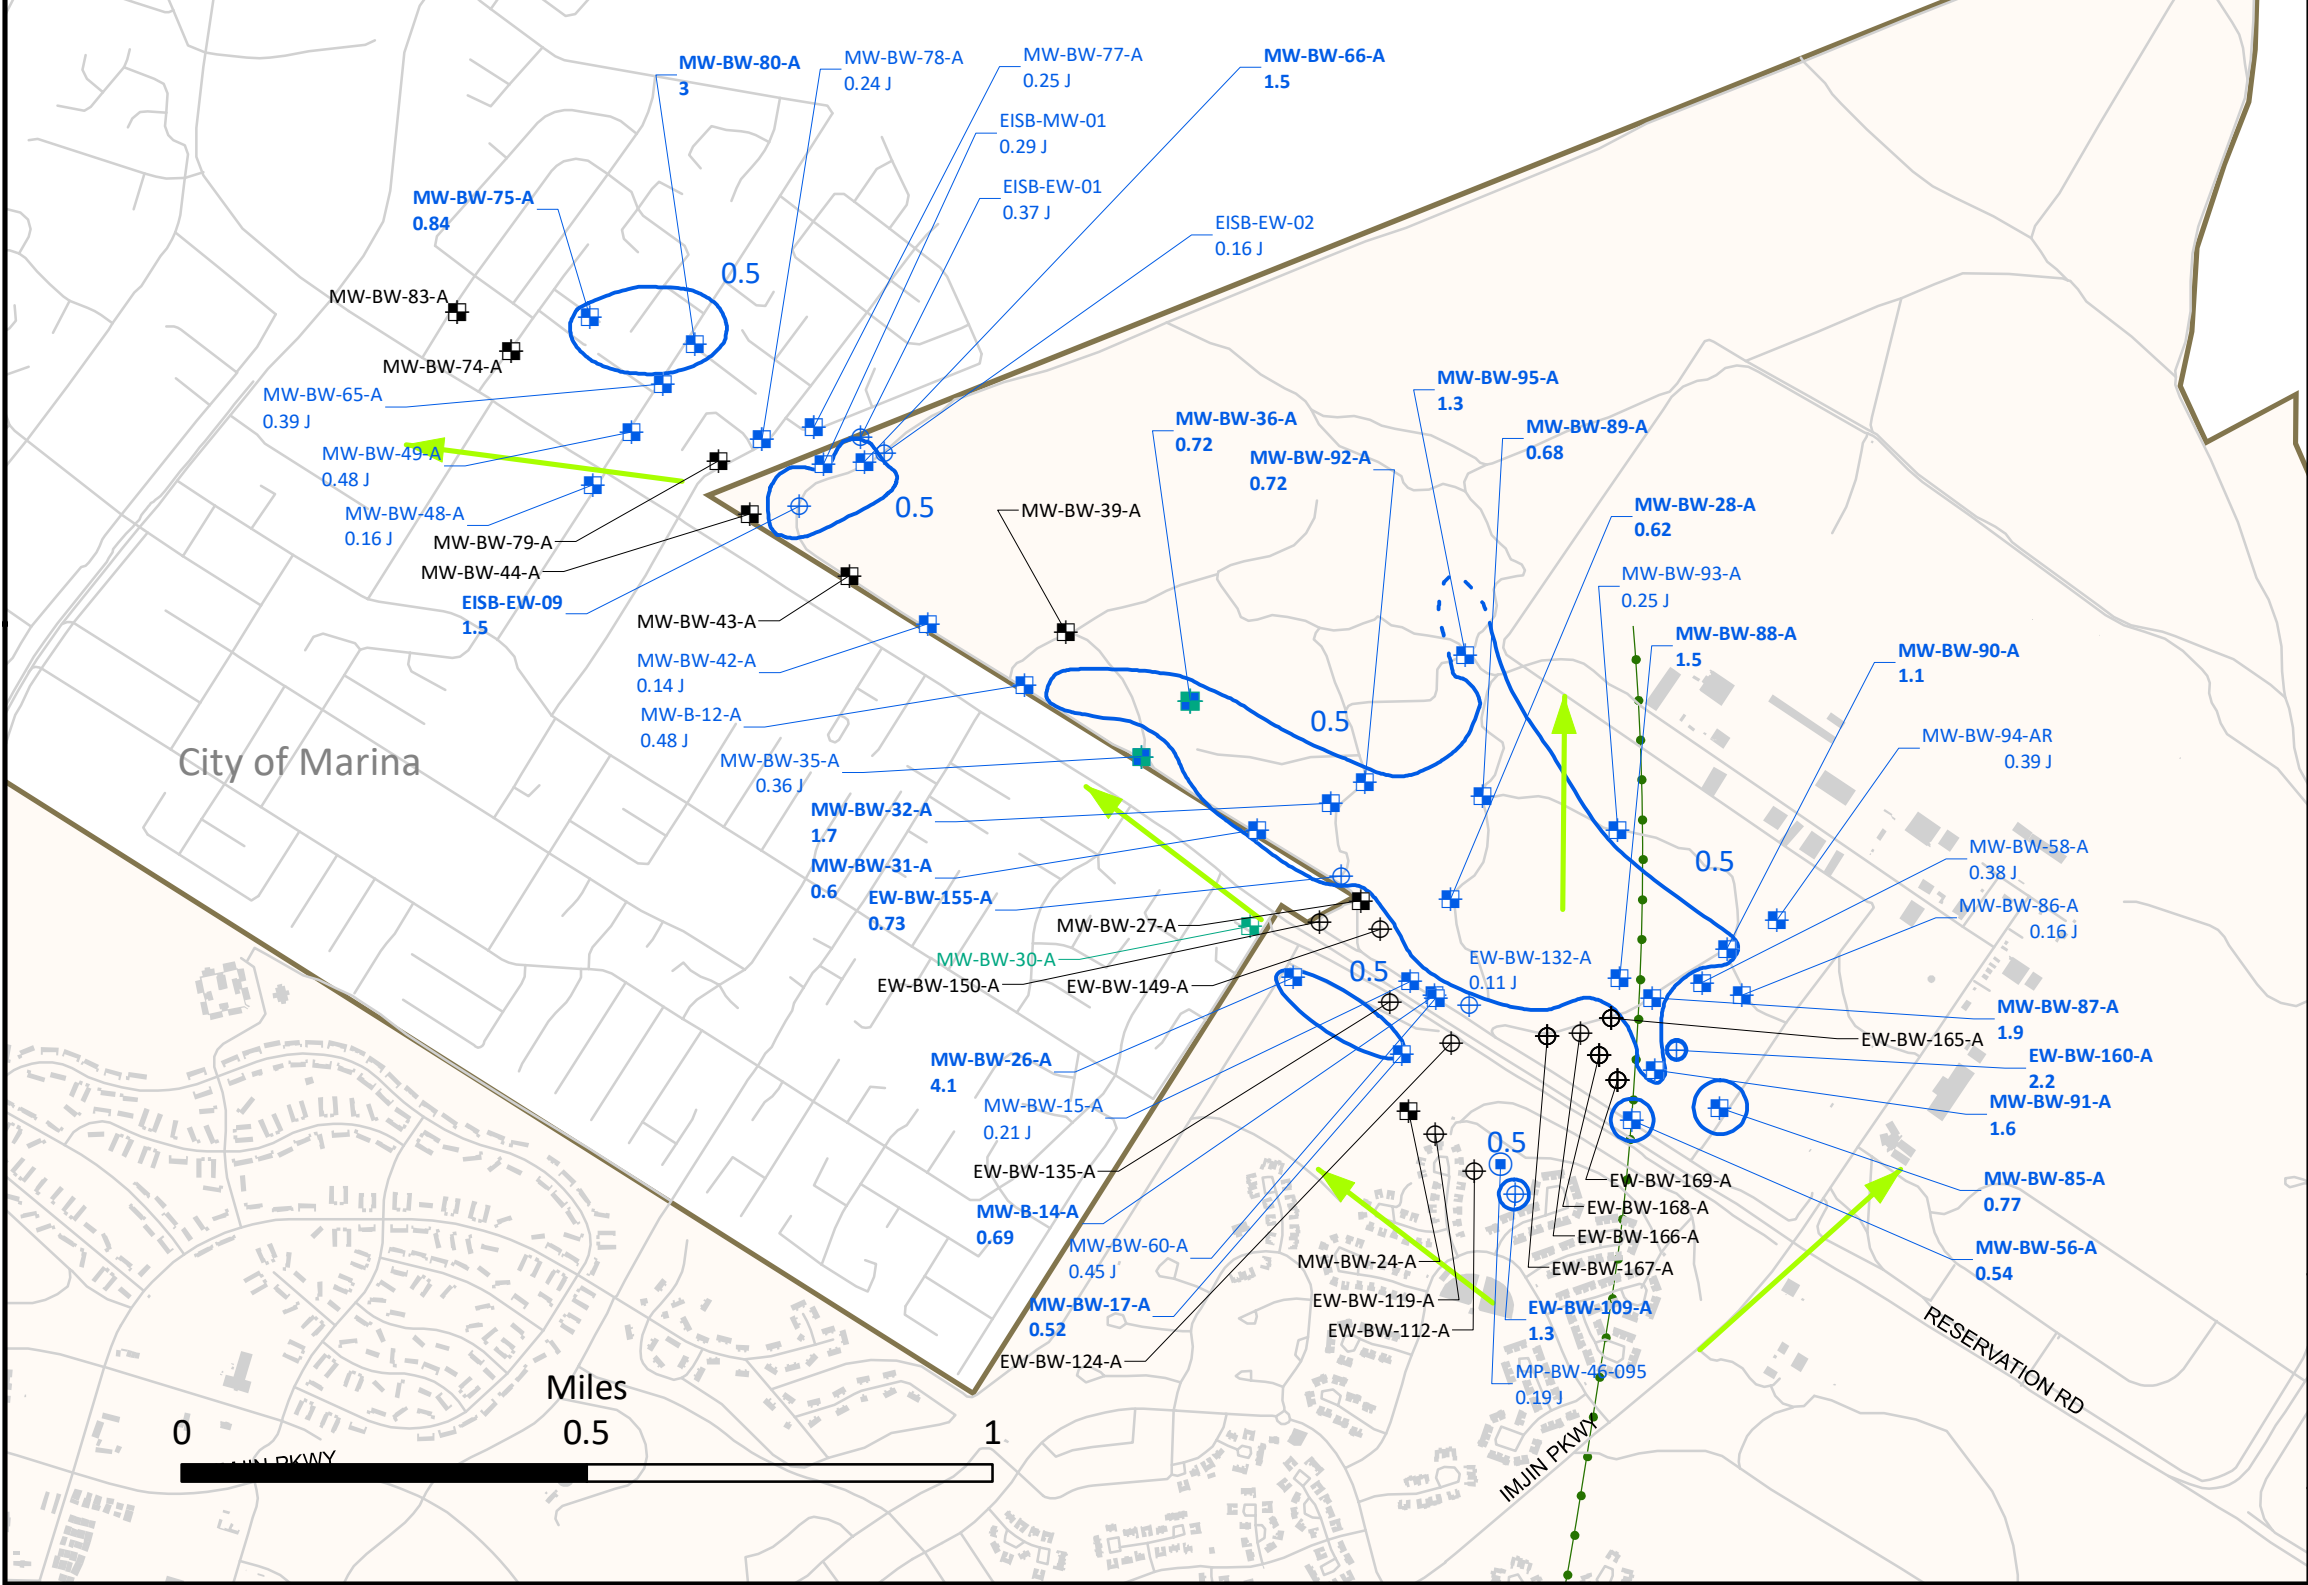 MW-BW-80-A
3
MW-BW-78-A
0.24 J
MW-BW-77-A
0.25 J
MW-BW-66-A
1.5
EISB-MW-01
0.29 J
EISB-EW-01
0.37 J
EISB-EW-02
0.16 J
MW-BW-75-A
0.84
0.5
MW-BW-83-A
MW-BW-74-A
MW-BW-65-A
0.39 J
MW-BW-49-A
0.48 J
MW-BW-48-A
0.16 J
MW-BW-79-A
MW-BW-44-A
EISB-EW-09
1.5
0.5
MW-BW-43-A
MW-BW-42-A
0.14 J
MW-B-12-A
0.48 J
MW-BW-39-A
MW-BW-36-A
0.72
MW-BW-92-A
0.72
MW-BW-95-A
1.3
MW-BW-89-A
0.68
MW-BW-28-A
0.62
MW-BW-93-A
0.25 J
MW-BW-88-A
1.5
MW-BW-90-A
1.1
MW-BW-94-AR
0.39 J
0.5
City of Marina
MW-BW-35-A
0.36 J
MW-BW-32-A
1.7
MW-BW-31-A
0.6
EW-BW-155-A
0.73
MW-BW-27-A
MW-BW-30-A
EW-BW-150-A
EW-BW-149-A
0.5
MW-BW-58-A
0.38 J
MW-BW-86-A
0.16 J
0.5
EW-BW-132-A
0.11 J
MW-BW-87-A
1.9
EW-BW-165-A
EW-BW-160-A
2.2
MW-BW-91-A
1.6
MW-BW-26-A
4.1
MW-BW-15-A
0.21 J
EW-BW-135-A
MW-B-14-A
0.69
MW-BW-60-A
0.45 J
MW-BW-17-A
0.52
EW-BW-124-A
0.5
EW-BW-169-A
EW-BW-168-A
EW-BW-166-A
EW-BW-167-A
MW-BW-24-A
EW-BW-119-A
EW-BW-112-A
EW-BW-109-A
1.3
MP-BW-46-095
0.19 J
MW-BW-85-A
0.77
MW-BW-56-A
0.54
RESERVATION RD
IMJIN PKWY
Miles
0 0.5 1
PKWY